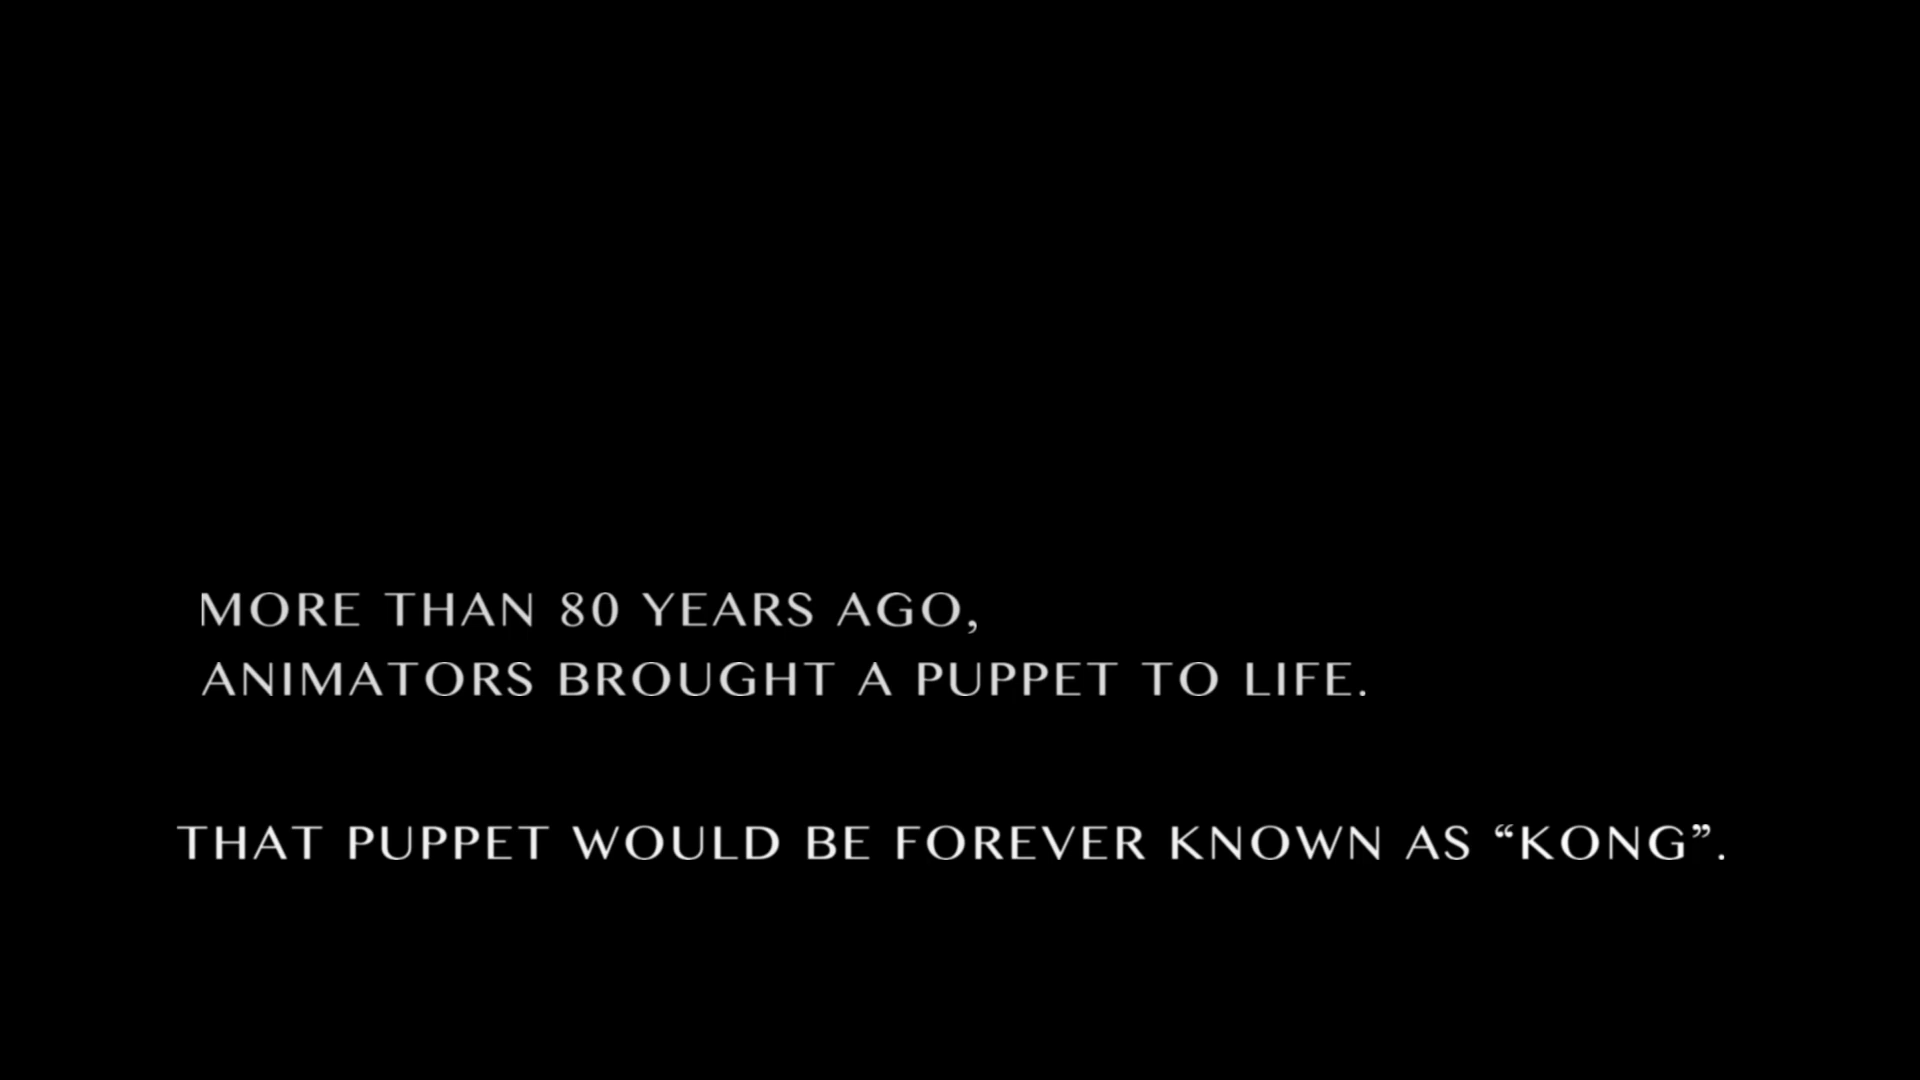 MORE THAN 80 YEARS AGO,
ANIMATORS BROUGHT A PUPPET TO LIFE.
THAT PUPPET WOULD BE FOREVER KNOWN AS “KONG”.